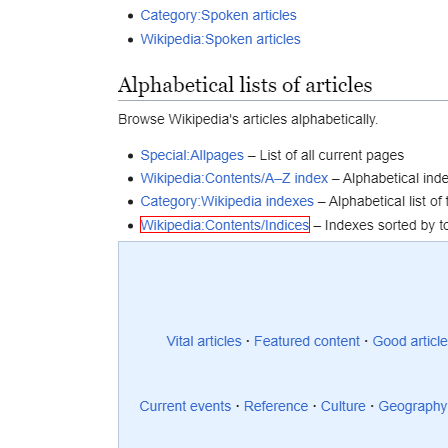 Category:Spoken articles
Wikipedia:Spoken articles
Alphabetical lists of articles
Browse Wikipedia's articles alphabetically.
Special:Allpages – List of all current pages
Wikipedia:Contents/A–Z index – Alphabetical inde
Category:Wikipedia indexes – Alphabetical list of
Wikipedia:Contents/Indices – Indexes sorted by to
Vital articles · Featured content · Good article
Current events · Reference · Culture · Geography